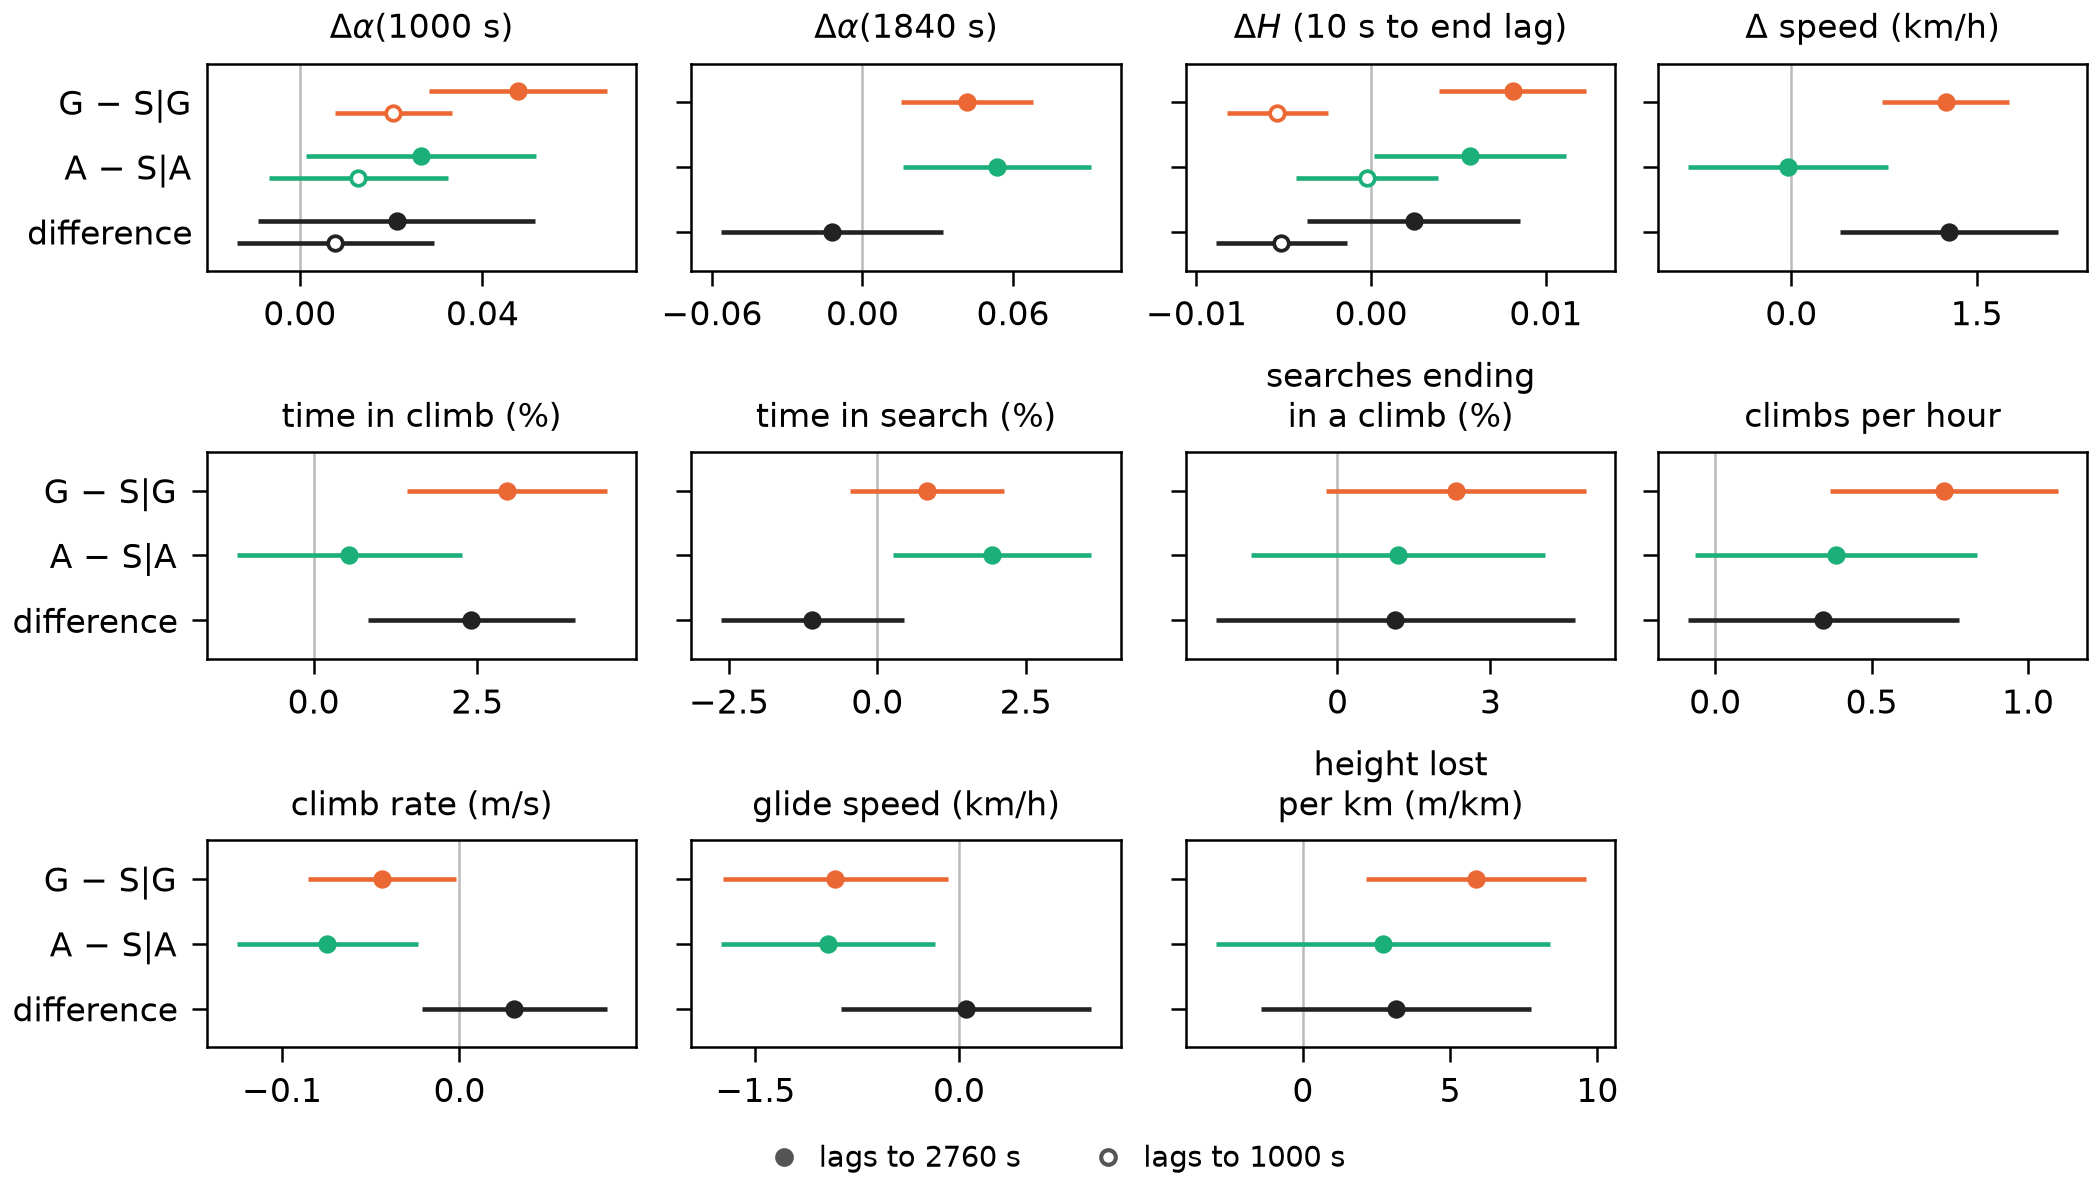 Δα(1000 s)
Δα(1840 s)
ΔH (10 s to end lag)
Δ speed (km/h)
G − S|G
A − S|A
difference
0.00
0.04
−0.06
0.00
0.06
−0.01
0.00
0.01
0.0
1.5
time in climb (%)
time in search (%)
searches ending
in a climb (%)
climbs per hour
G − S|G
A − S|A
difference
0.0
2.5
−2.5
0.0
2.5
0
3
0.0
0.5
1.0
climb rate (m/s)
glide speed (km/h)
height lost
per km (m/km)
G − S|G
A − S|A
difference
−0.1
0.0
−1.5
0.0
0
5
10
lags to 2760 s
lags to 1000 s